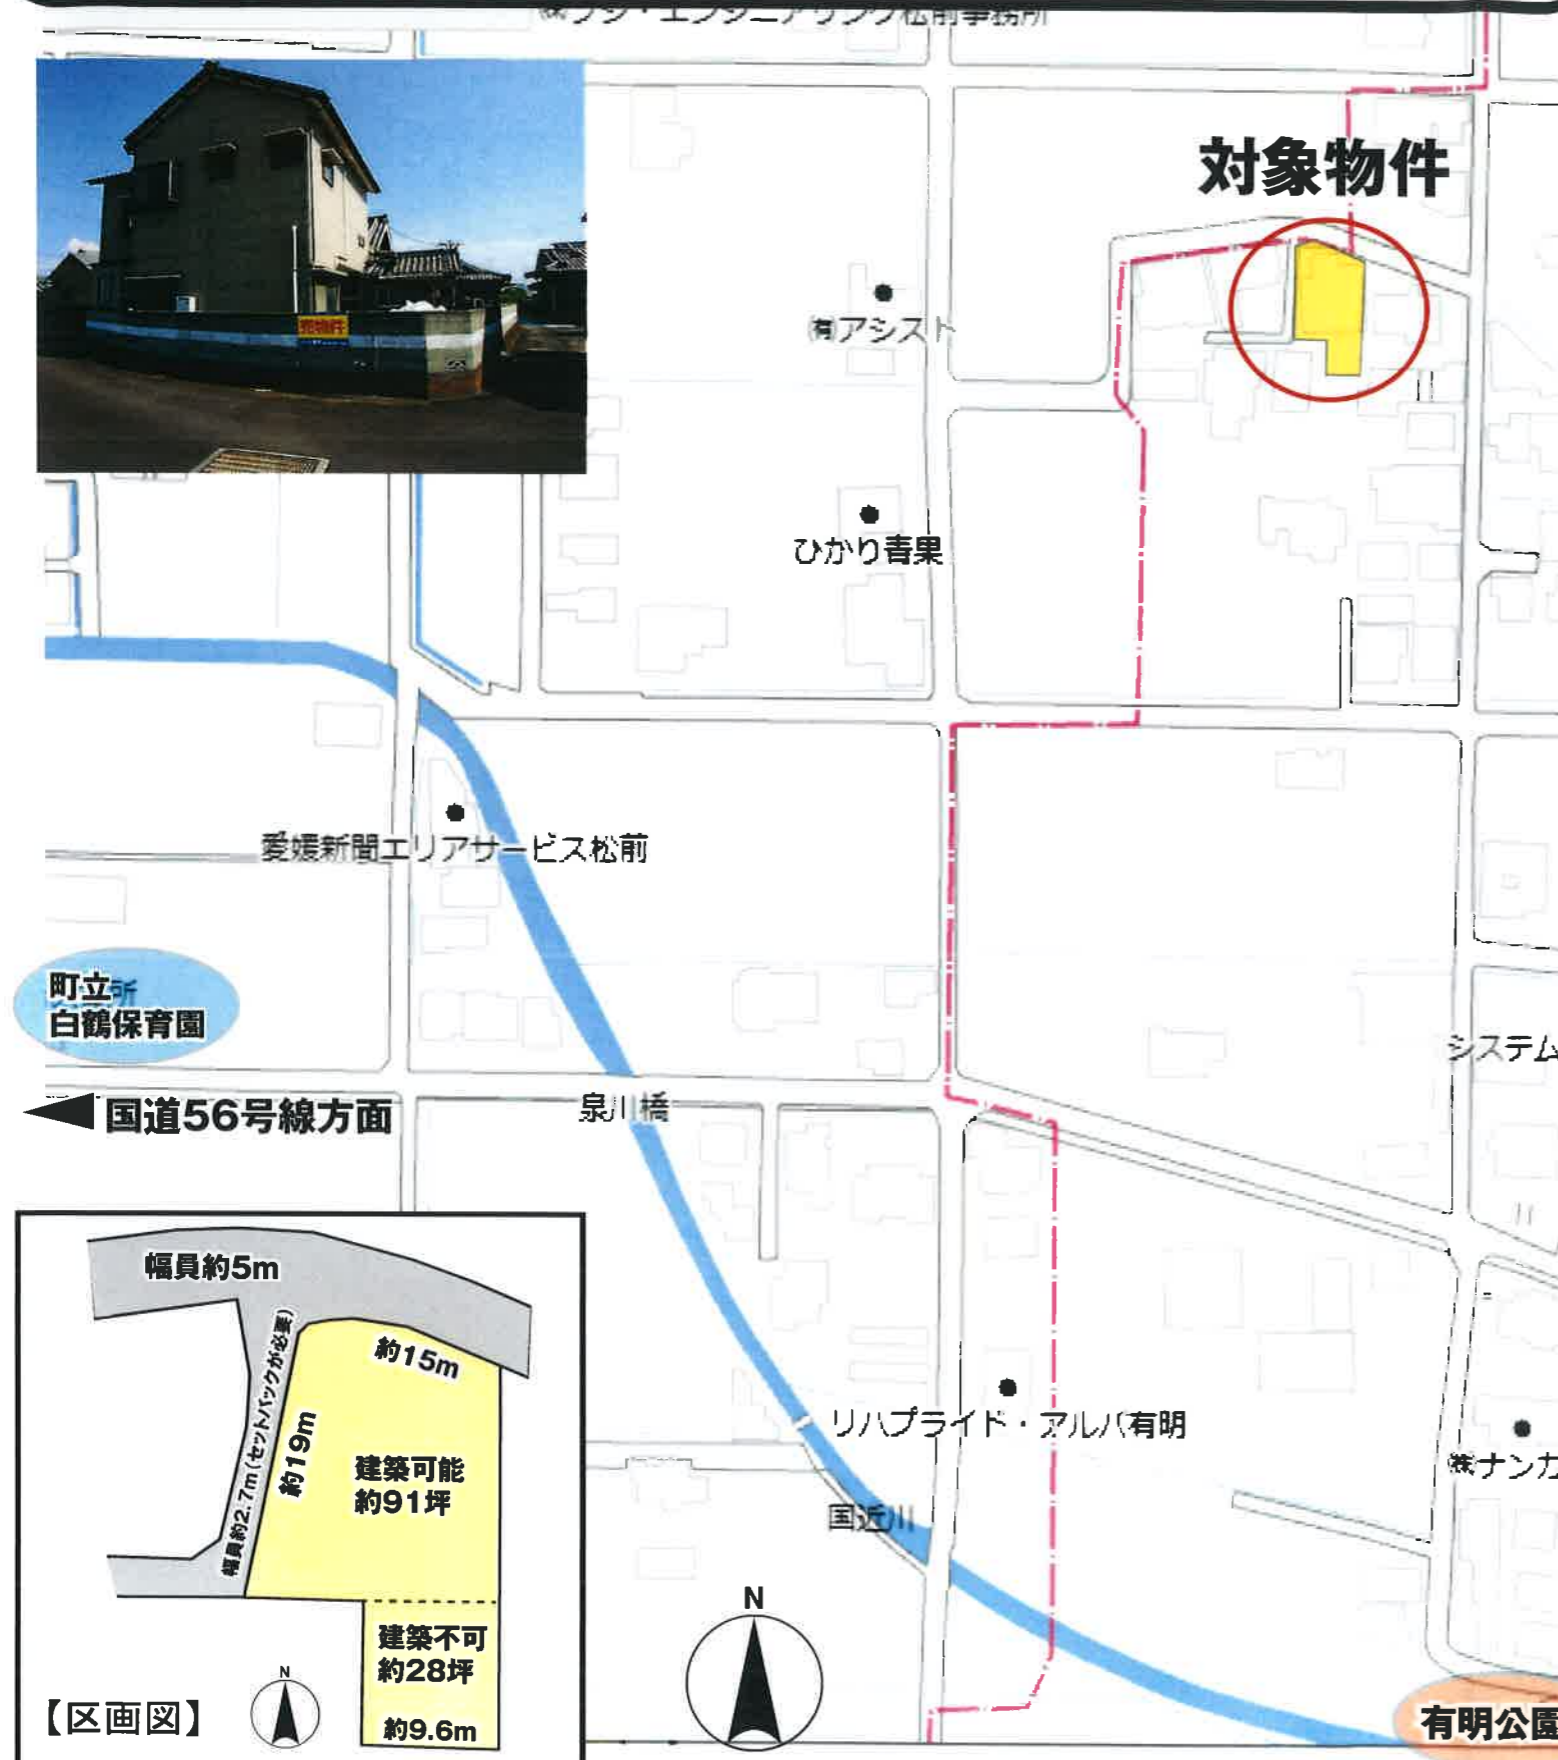 対象物件
売物件
(有)アシスト
ひかり青果
愛媛新聞エリアサービス松前
町立
白鶴保育園
システム
国道56号線方面
泉川橋
幅員約5m
約15m
幅員約2.7m(セットバックが必要)
約19m
建築可能
約91坪
リハプライド・アルバ有明
(株)ナンカ
国近川
建築不可
約28坪
N
N
約9.6m
【区画図】
有明公園